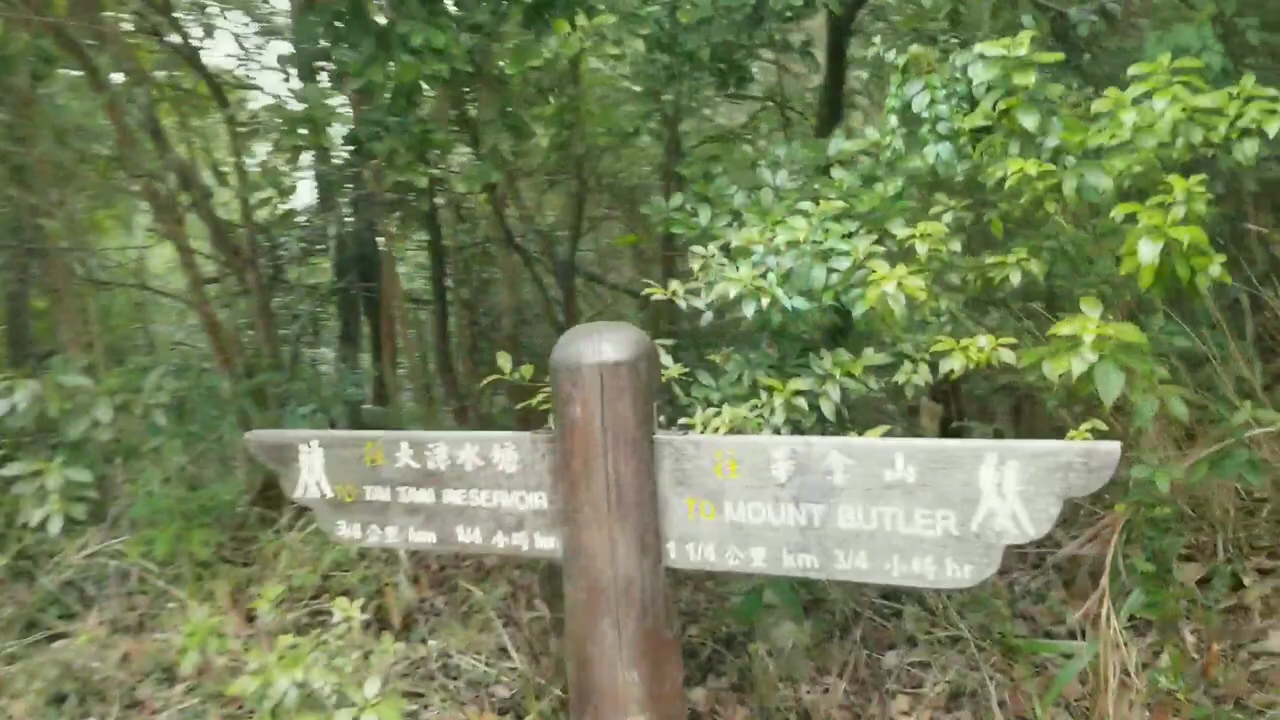 往 大潭水塘
TO TAI TAM RESERVOIR
3/4 公里 km 1/4 小時 hr
往 畢拿山
TO MOUNT BUTLER
1 1/4 公里 km 3/4 小時 hr